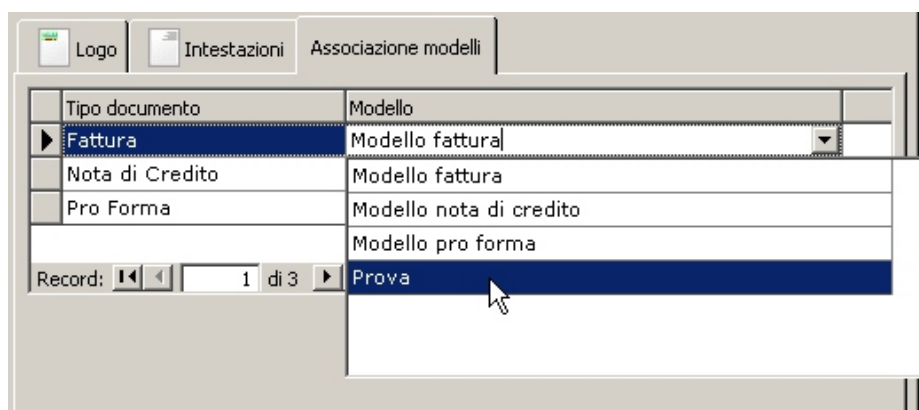 Logo Intestazioni Associazione modelli
Tipo documento Modello
Fattura Modello fattura
Nota di Credito Modello fattura
Pro Forma Modello nota di credito
Modello pro forma
Record: 1 di 3 Prova